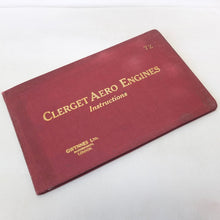 CLERGET AERO ENGINES
Instructions
GWYNNES LTD.
LONDON.